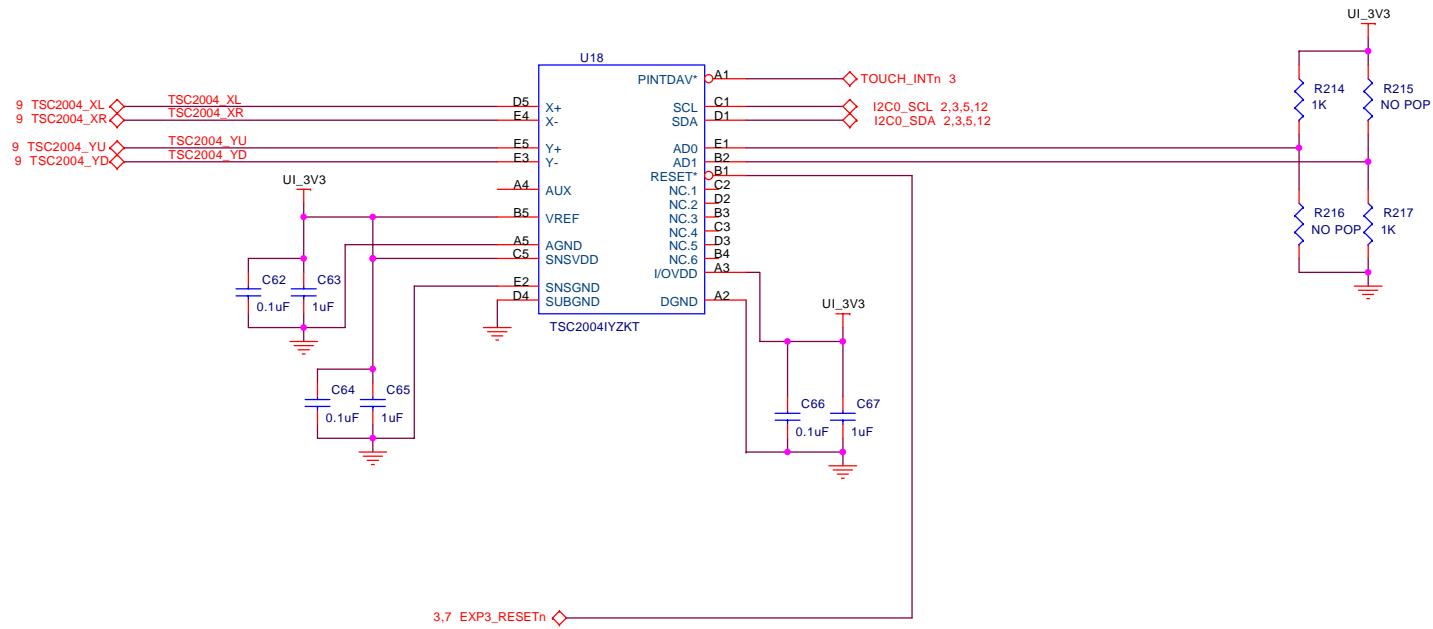 UI_3V3
U18
PINTDAV* A1 TOUCH_INTn 3
R214 R215
1K NO POP
9 TSC2004_XL TSC2004_XL D5 X+ SCL C1 I2C0_SCL 2,3,5,12
9 TSC2004_XR TSC2004_XR E4 X- SDA D1 I2C0_SDA 2,3,5,12
9 TSC2004_YU TSC2004_YU E5 Y+ AD0 E1
9 TSC2004_YD TSC2004_YD E3 Y- AD1 B2
RESET* B1
UI_3V3 A4 AUX NC.1 C2
NC.2 D2
B5 VREF NC.3 B3
R216 R217
NO POP 1K
NC.4 C3
A5 AGND NC.5 D3
C5 SNSVDD NC.6 B4
I/OVDD A3
C62 C63
0.1uF 1uF
E2 SNSGND
D4 SUBGND DGND A2
UI_3V3
TSC2004IYZKT
C64 C65
0.1uF 1uF
C66 C67
0.1uF 1uF
3,7 EXP3_RESETn